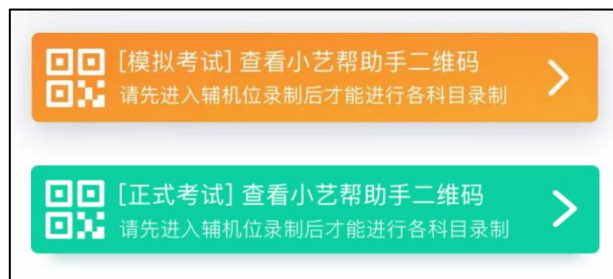 [模拟考试] 查看小艺帮助手二维码
请先进入辅机位录制后才能进行各科目录制
[正式考试] 查看小艺帮助手二维码
请先进入辅机位录制后才能进行各科目录制